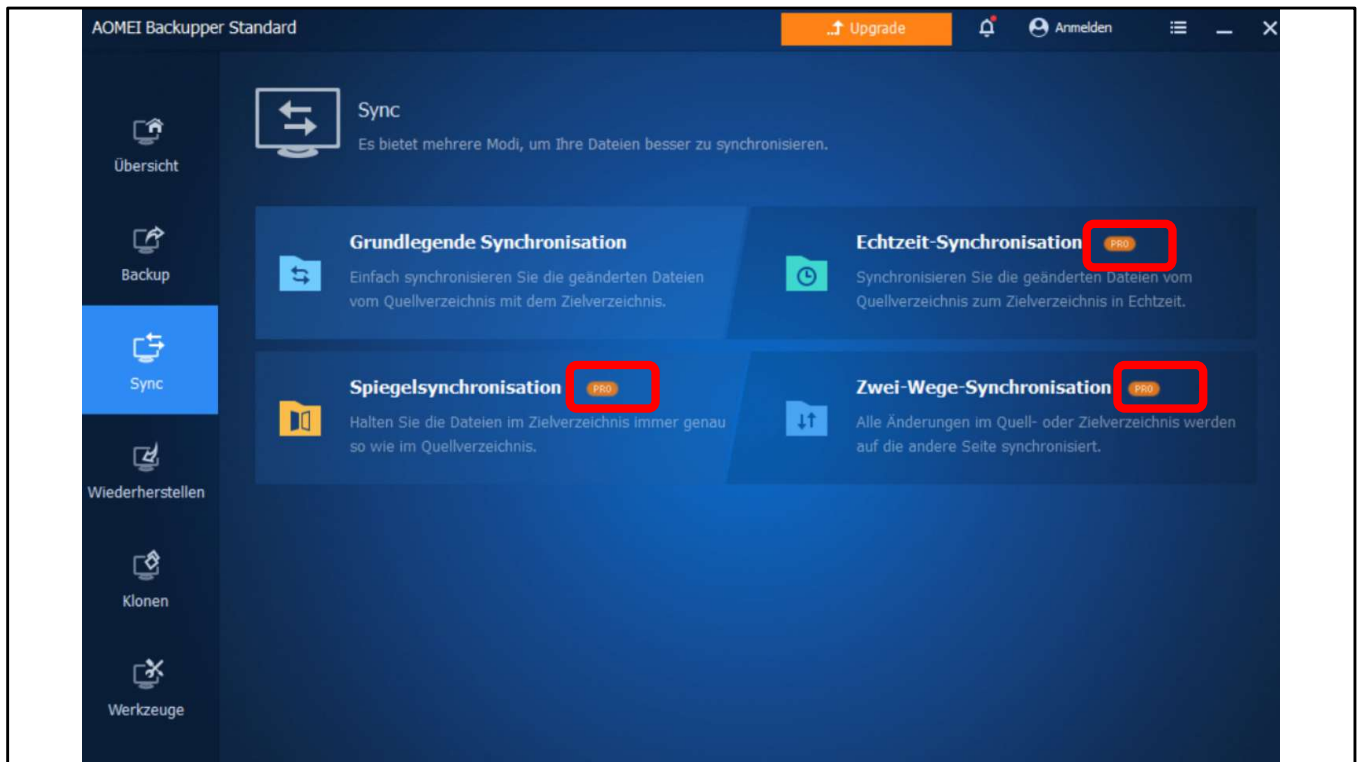 AOMEI Backupper Standard
Upgrade
Anmelden
Übersicht
Backup
Sync
Wiederherstellen
Klonen
Werkzeuge
Sync
Es bietet mehrere Modi, um Ihre Dateien besser zu synchronisieren.
Grundlegende Synchronisation
Einfach synchronisieren Sie die geänderten Dateien
vom Quellverzeichnis mit dem Zielverzeichnis.
Echtzeit-Synchronisation PRO
Synchronisieren Sie die geänderten Dateien vom
Quellverzeichnis zum Zielverzeichnis in Echtzeit.
Spiegelsynchronisation PRO
Halten Sie die Dateien im Zielverzeichnis immer genau
so wie im Quellverzeichnis.
Zwei-Wege-Synchronisation PRO
Alle Änderungen im Quell- oder Zielverzeichnis werden
auf die andere Seite synchronisiert.